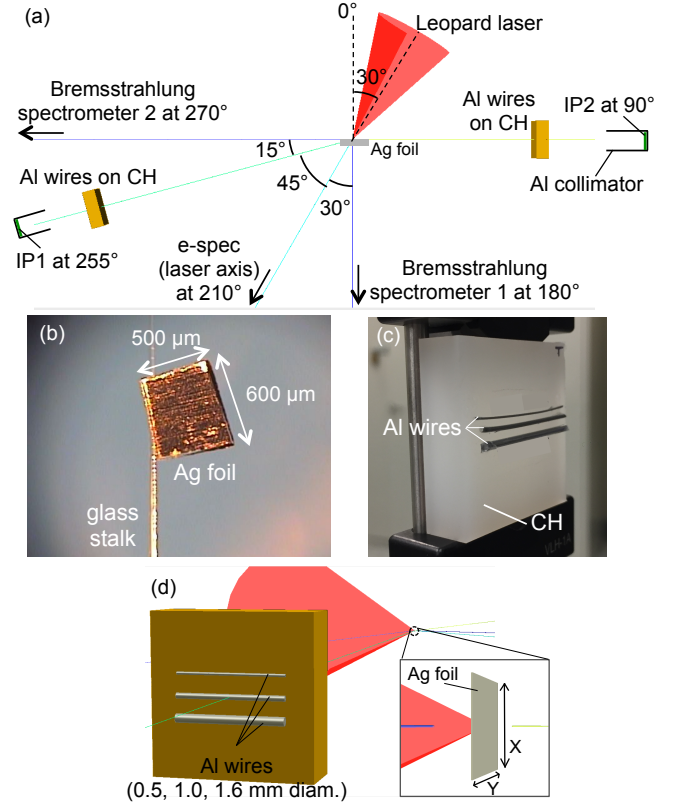 (a)
0°
Leopard laser
30°
Bremsstrahlung
spectrometer 2 at 270°
Al wires
on CH
IP2 at 90°
15°
Ag foil
Al wires on CH
45°
Al collimator
30°
IP1 at 255°
e-spec
(laser axis)
at 210°
Bremsstrahlung
spectrometer 1 at 180°
(b)
500 µm
600 µm
Ag foil
glass
stalk
(c)
T
Al wires
CH
VLH-1A
(d)
Ag foil
X
Y
Al wires
(0.5, 1.0, 1.6 mm diam.)